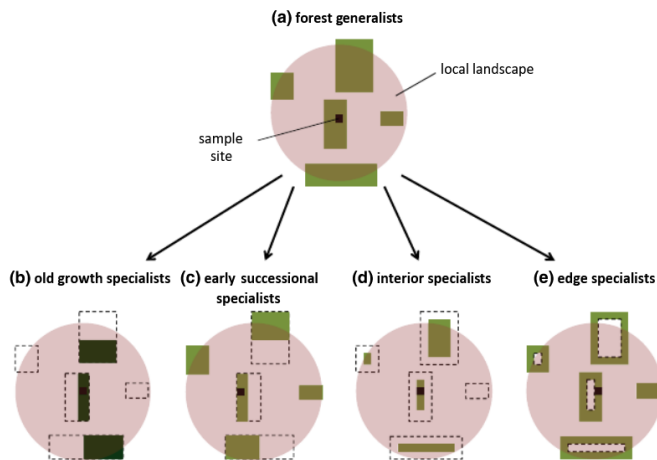 (a) forest generalists
local landscape
sample
site
(b) old growth specialists
(c) early successional
specialists
(d) interior specialists
(e) edge specialists